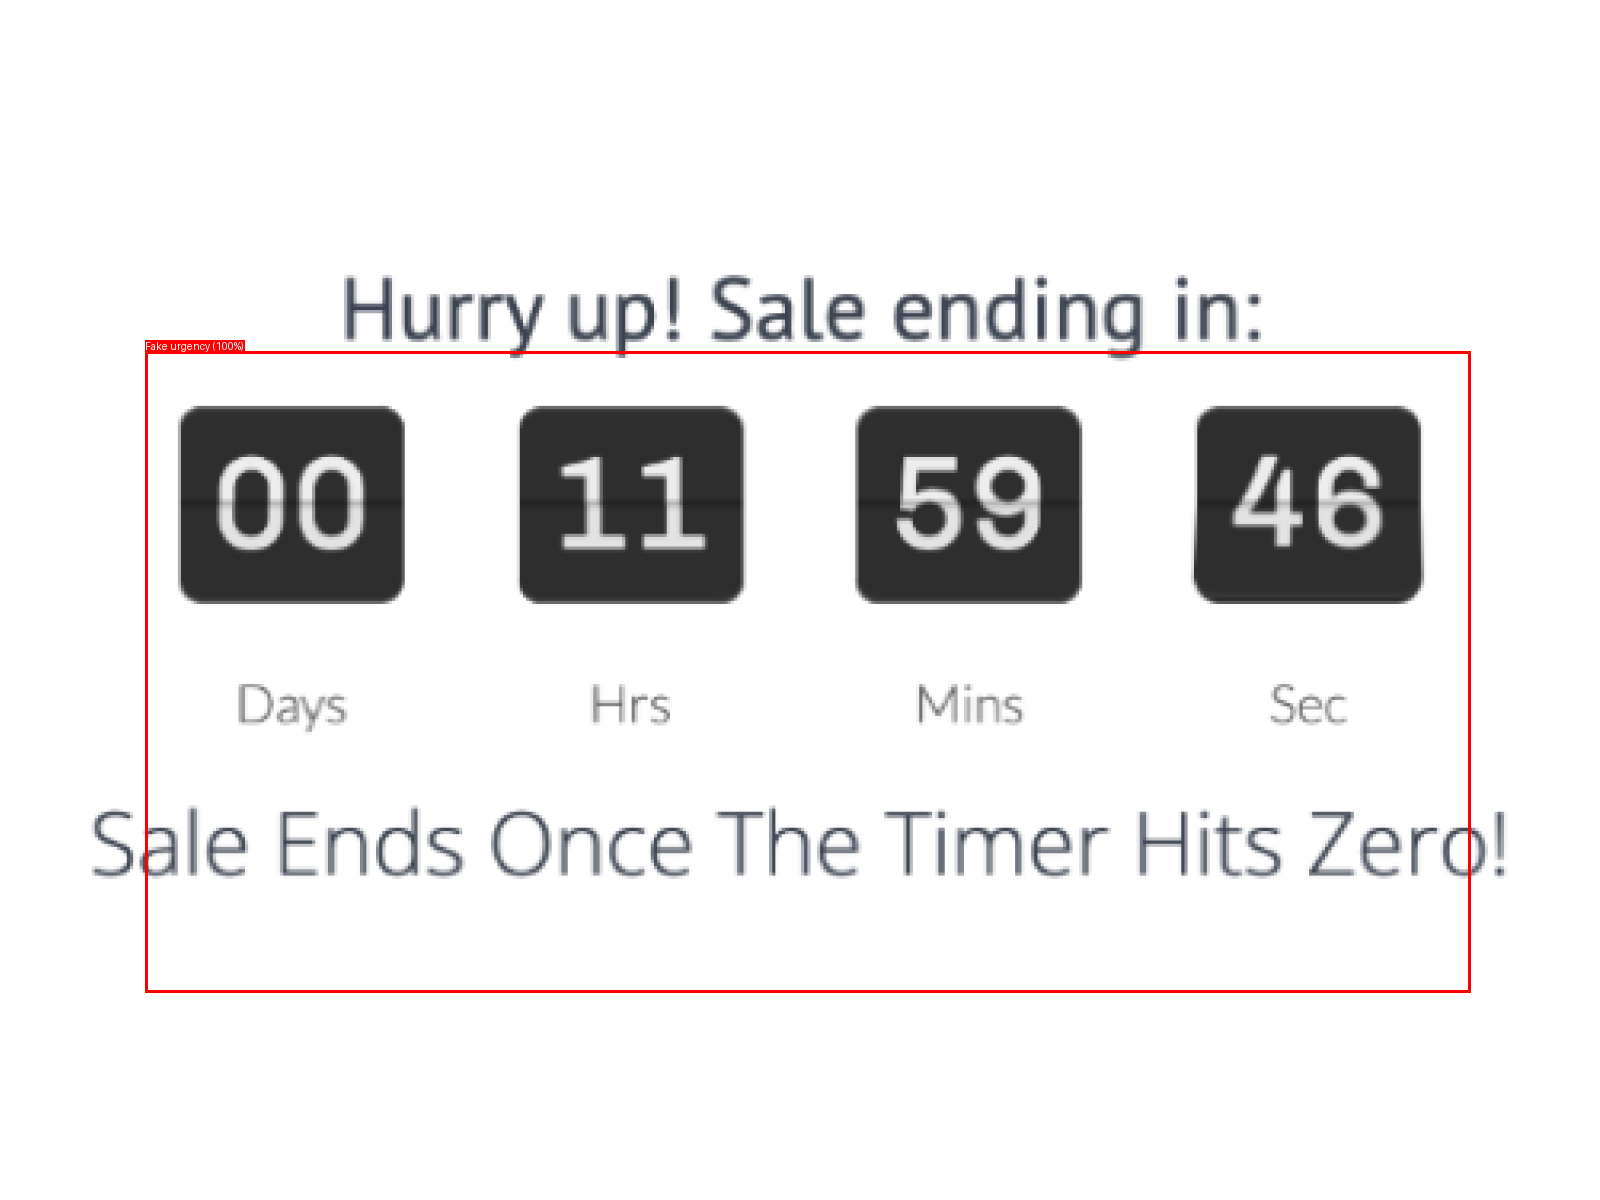 Hurry up! Sale ending in:
Fake urgency (100%)
00 11 59 46
Days Hrs Mins Sec
Sale Ends Once The Timer Hits Zero!